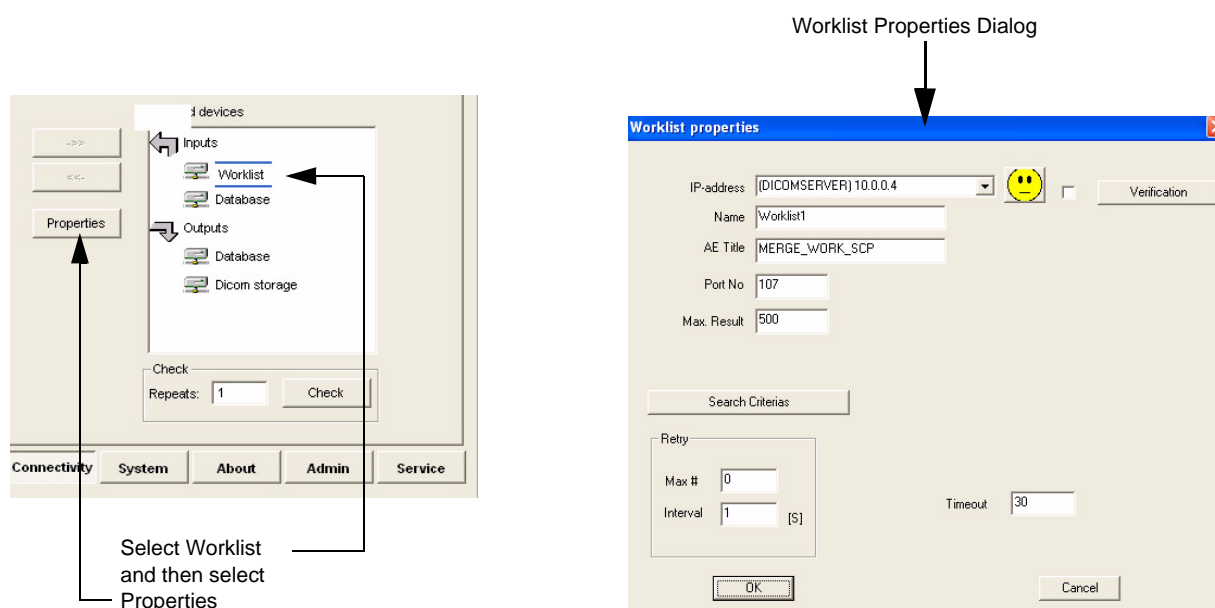 Worklist Properties Dialog
d devices
->>
<<-
Properties
Inputs
Worklist
Database
Outputs
Database
Dicom storage
Check
Repeats: 1 Check
Connectivity System About Admin Service
Select Worklist
and then select
Properties
Worklist properties
IP-address (DICOMSERVER) 10.0.0.4 Verification
Name Worklist1
AE Title MERGE_WORK_SCP
Port No 107
Max. Result 500
Search Criterias
Retry
Max # 0
Interval 1 [S]
Timeout 30
OK Cancel